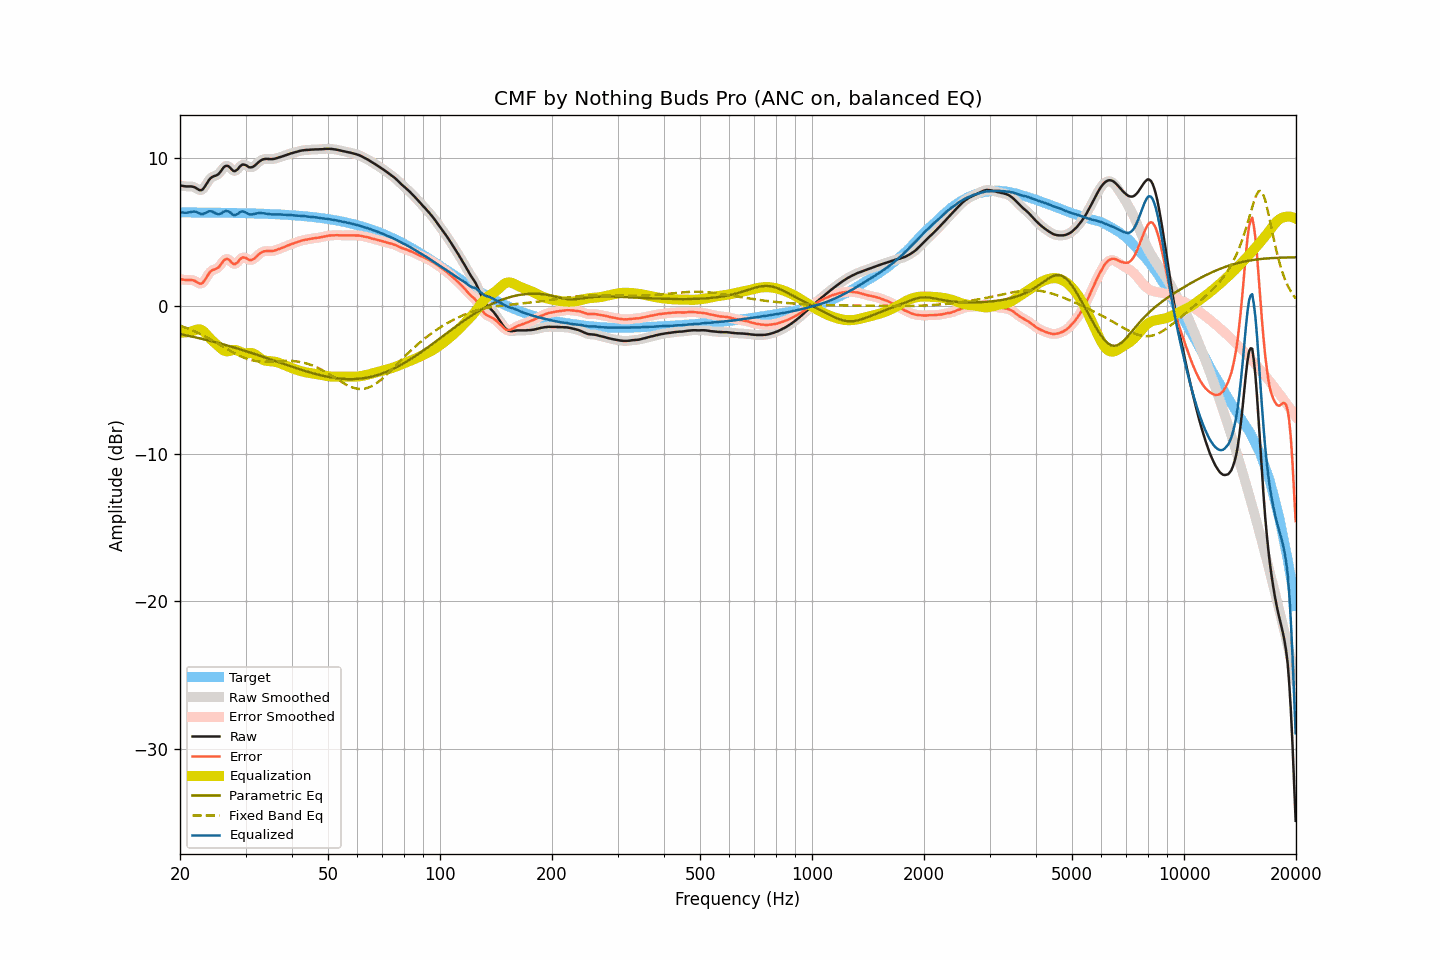 CMF by Nothing Buds Pro (ANC on, balanced EQ)
10
0
−10
−20
−30
Amplitude (dBr)
Target
Raw Smoothed
Error Smoothed
Raw
Error
Equalization
Parametric Eq
Fixed Band Eq
Equalized
20 50 100 200 500 1000 2000 5000 10000 20000
Frequency (Hz)